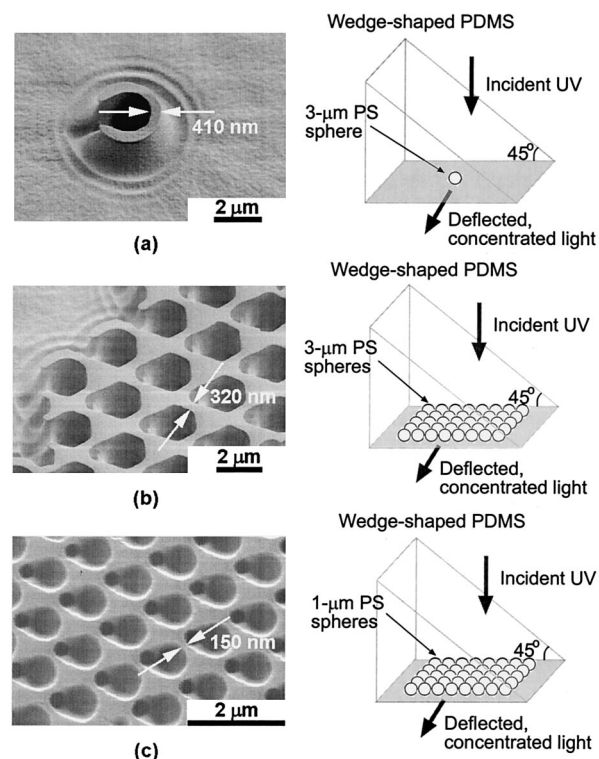 Wedge-shaped PDMS
Incident UV
3-μm PS
sphere
45°
Deflected,
concentrated light
410 nm
2 μm
(a)
Wedge-shaped PDMS
Incident UV
3-μm PS
spheres
45°
Deflected,
concentrated light
320 nm
2 μm
(b)
Wedge-shaped PDMS
Incident UV
1-μm PS
spheres
45°
Deflected,
concentrated light
150 nm
2 μm
(c)